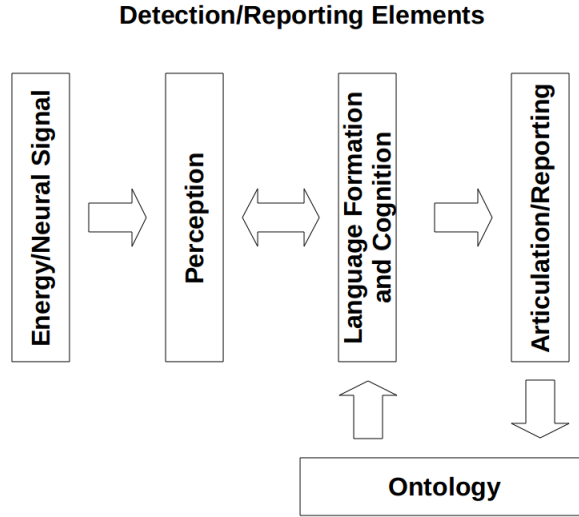 Detection/Reporting Elements
Energy/Neural Signal
Perception
Language Formation
and Cognition
Articulation/Reporting
Ontology